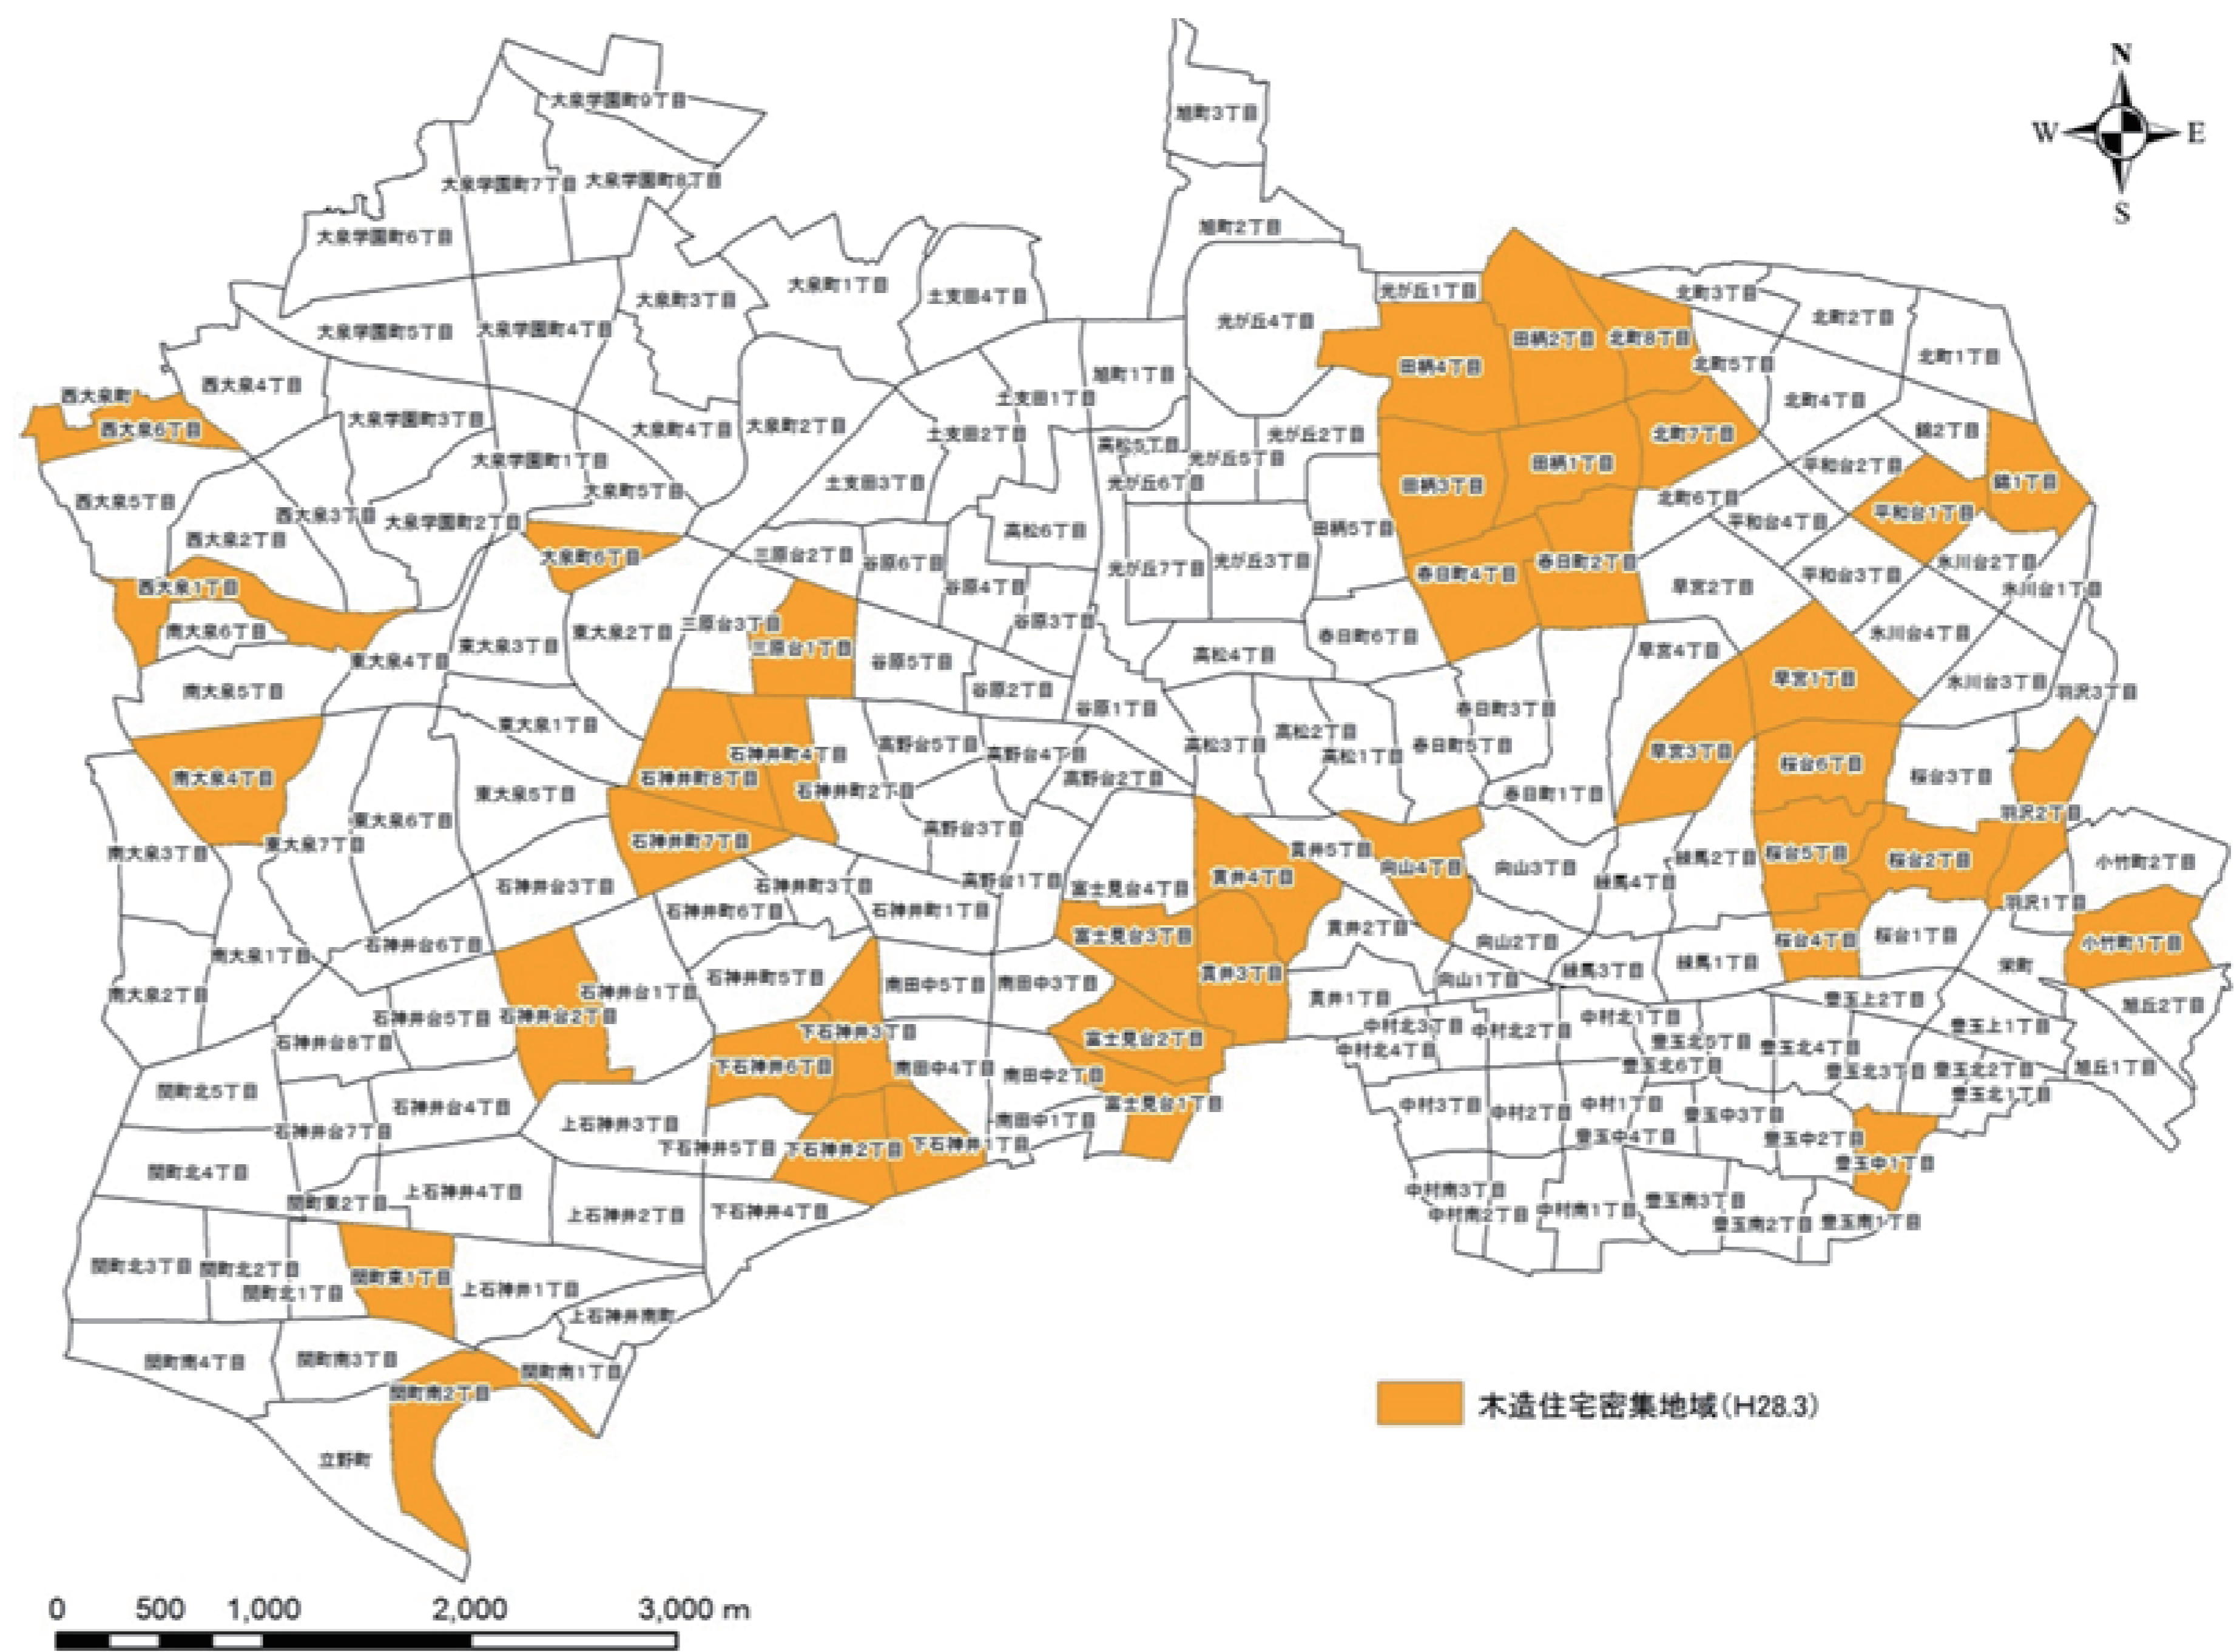 N
W E
S
大泉学園町9丁目
旭町3丁目
大泉学園町7丁目
大泉学園町8丁目
大泉学園町6丁目
旭町2丁目
大泉町3丁目
大泉町1丁目
土支田4丁目
光が丘1丁目
北町3丁目
光が丘4丁目
北町2丁目
大泉学園町5丁目
大泉学園町4丁目
田柄2丁目
北町8丁目
北町1丁目
田柄4丁目
北町5丁目
旭町1丁目
西大泉4丁目
西大泉町
土支田1丁目
北町4丁目
大泉学園町3丁目
西大泉6丁目
大泉町4丁目
大泉町2丁目
土支田2丁目
光が丘2丁目
北町7丁目
錦2丁目
高松5丁目
光が丘5丁目
大泉学園町1丁目
田柄1丁目
平和台2丁目
大泉町5丁目
土支田3丁目
光が丘6丁目
田柄3丁目
錦1丁目
西大泉5丁目
北町6丁目
西大泉3丁目
大泉学園町2丁目
平和台4丁目
平和台1丁目
高松6丁目
田柄5丁目
西大泉2丁目
大泉町6丁目
三原台2丁目
谷原6丁目
光が丘7丁目
光が丘3丁目
春日町4丁目
春日町2丁目
平和台3丁目
氷川台2丁目
西大泉1丁目
谷原4丁目
早宮2丁目
氷川台1丁目
南大泉6丁目
東大泉2丁目
三原台3丁目
谷原3丁目
春日町6丁目
氷川台4丁目
東大泉3丁目
三原台1丁目
東大泉4丁目
谷原5丁目
高松4丁目
早宮4丁目
南大泉5丁目
谷原2丁目
早宮1丁目
氷川台3丁目
羽沢3丁目
谷原1丁目
春日町3丁目
東大泉1丁目
高松2丁目
高野台5丁目
高松3丁目
春日町5丁目
石神井町4丁目
高野台4丁目
高松1丁目
早宮3丁目
南大泉4丁目
石神井町8丁目
高野台2丁目
桜台6丁目
桜台3丁目
東大泉5丁目
石神井町2丁目
春日町1丁目
東大泉6丁目
高野台3丁目
羽沢2丁目
東大泉7丁目
石神井町7丁目
南大泉3丁目
貫井5丁目
練馬2丁目
桜台5丁目
桜台2丁目
小竹町2丁目
向山4丁目
向山3丁目
石神井台3丁目
石神井町3丁目
高野台1丁目
富士見台4丁目
貫井4丁目
練馬4丁目
石神井町6丁目
石神井町1丁目
羽沢1丁目
貫井2丁目
富士見台3丁目
石神井台6丁目
南大泉1丁目
向山2丁目
桜台4丁目
桜台1丁目
小竹町1丁目
石神井町5丁目
貫井3丁目
練馬3丁目
練馬1丁目
栄町
南大泉2丁目
石神井台1丁目
南田中5丁目
南田中3丁目
向山1丁目
貫井1丁目
豊玉上2丁目
旭丘2丁目
石神井台5丁目
石神井台2丁目
下石神井3丁目
中村北3丁目
中村北2丁目
中村北1丁目
豊玉上1丁目
石神井台8丁目
富士見台2丁目
中村北4丁目
豊玉北5丁目
豊玉北4丁目
下石神井6丁目
南田中4丁目
南田中2丁目
豊玉北6丁目
豊玉北3丁目
豊玉北2丁目
旭丘1丁目
関町北5丁目
石神井台4丁目
富士見台1丁目
中村3丁目
中村2丁目
中村1丁目
豊玉北1丁目
石神井台7丁目
上石神井3丁目
南田中1丁目
豊玉中3丁目
下石神井5丁目
下石神井2丁目
下石神井1丁目
豊玉中4丁目
豊玉中2丁目
関町北4丁目
豊玉中1丁目
関町東2丁目
上石神井4丁目
上石神井2丁目
下石神井4丁目
中村南3丁目
中村南2丁目
中村南1丁目
豊玉南3丁目
豊玉南2丁目
豊玉南1丁目
関町北3丁目
関町北2丁目
関町北1丁目
関町東1丁目
上石神井1丁目
上石神井南町
関町南4丁目
関町南3丁目
関町南1丁目
関町南2丁目
立野町
木造住宅密集地域(H28.3)
0 500 1,000 2,000 3,000 m